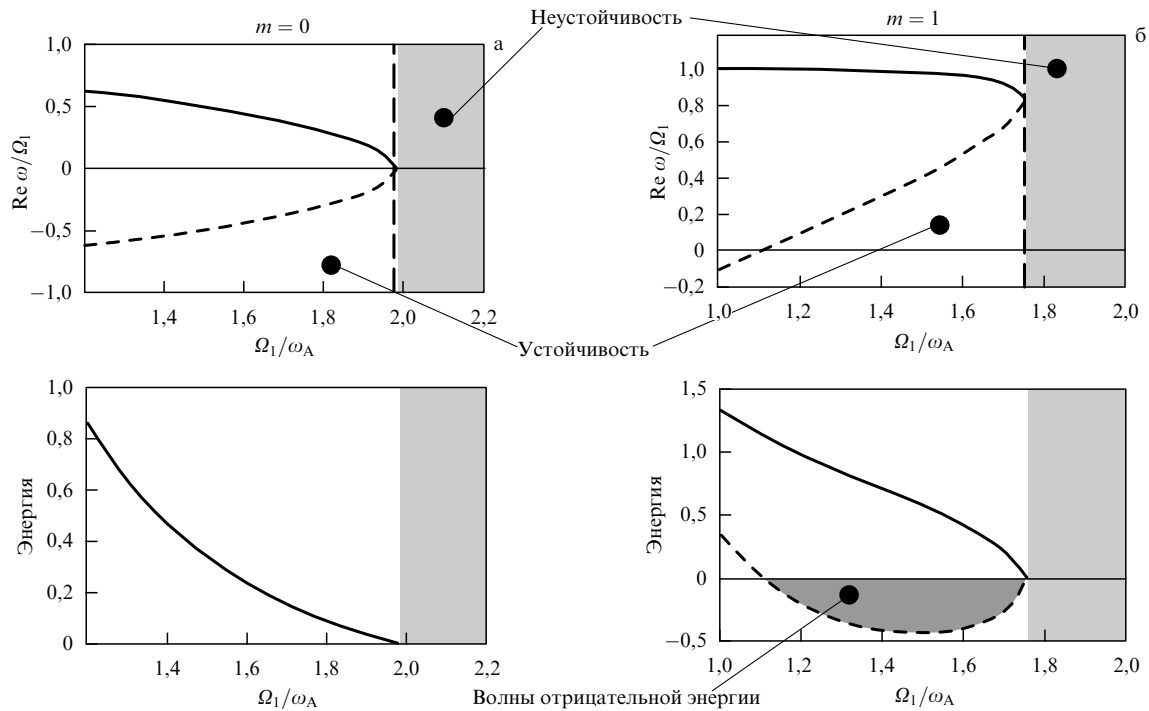 Неустойчивость
m = 0
а
1,0
0,5
0
−0,5
−1,0
Re ω/Ω₁
1,4 1,6 1,8 2,0 2,2
Ω₁/ω_A
m = 1
б
1,0
0,8
0,6
0,4
0,2
0
−0,2
Re ω/Ω₁
1,0 1,2 1,4 1,6 1,8 2,0
Ω₁/ω_A
Устойчивость
1,0
0,8
0,6
0,4
0,2
0
Энергия
1,4 1,6 1,8 2,0 2,2
Ω₁/ω_A
1,5
1,0
0,5
0
−0,5
Энергия
1,0 1,2 1,4 1,6 1,8 2,0
Ω₁/ω_A
Волны отрицательной энергии